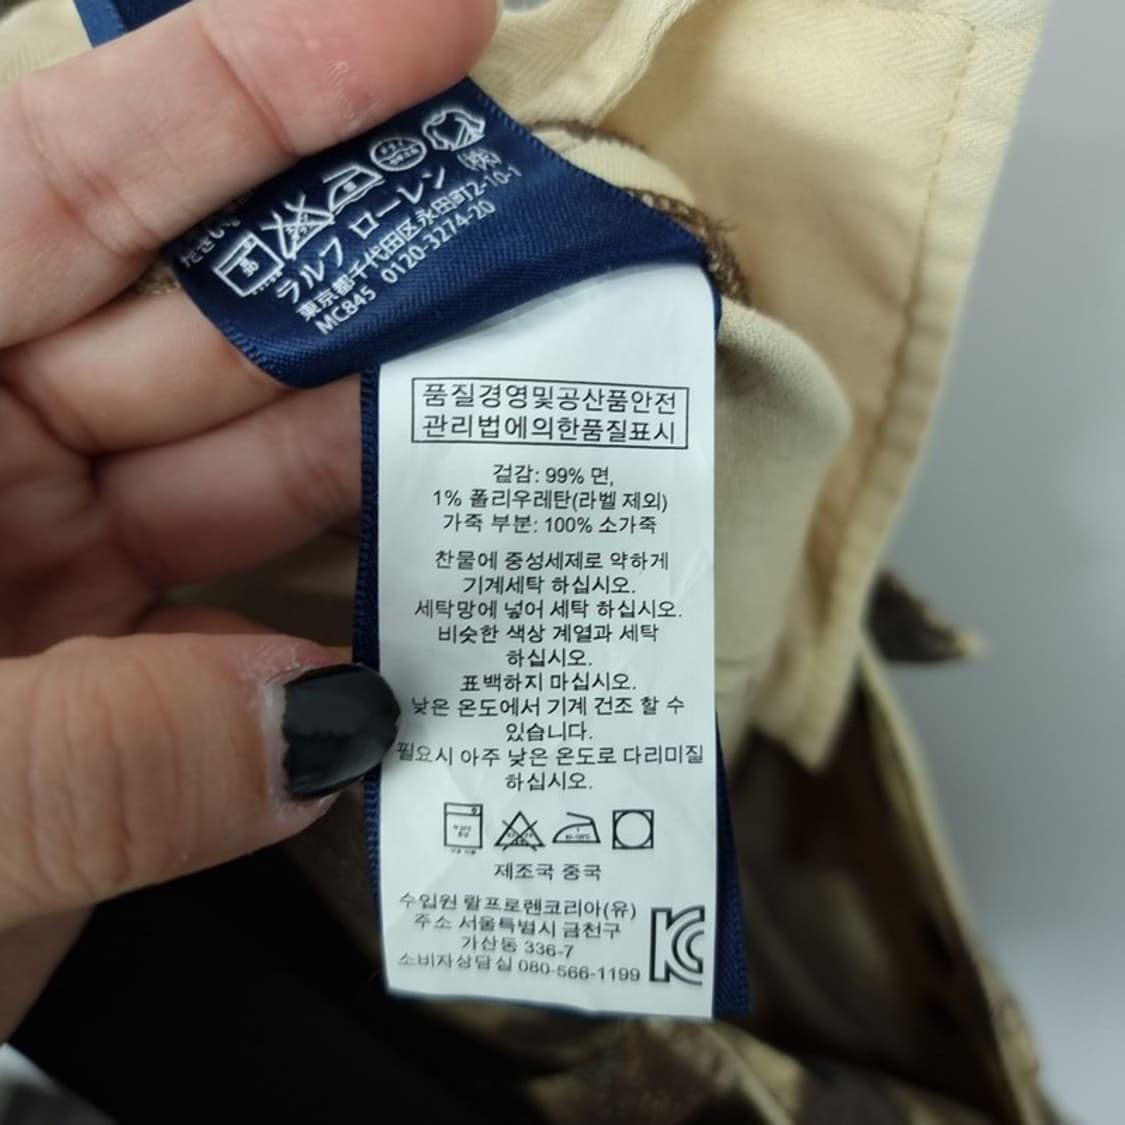 ラルフ ローレン (株)
東京都千代田区永田町2-10-1
MC845 0120-3274-20
품질경영및공산품안전
관리법에의한품질표시
겉감: 99% 면,
1% 폴리우레탄(라벨 제외)
가죽 부분: 100% 소가죽
찬물에 중성세제로 약하게
기계세탁 하십시오.
세탁망에 넣어 세탁 하십시오.
비슷한 색상 계열과 세탁
하십시오.
표백하지 마십시오.
낮은 온도에서 기계 건조 할 수
있습니다.
필요시 아주 낮은 온도로 다리미질
하십시오.
제조국 중국
수입원 랄프로렌코리아(유)
주소 서울특별시 금천구
가산동 336-7
소비자상담실 080-566-1199